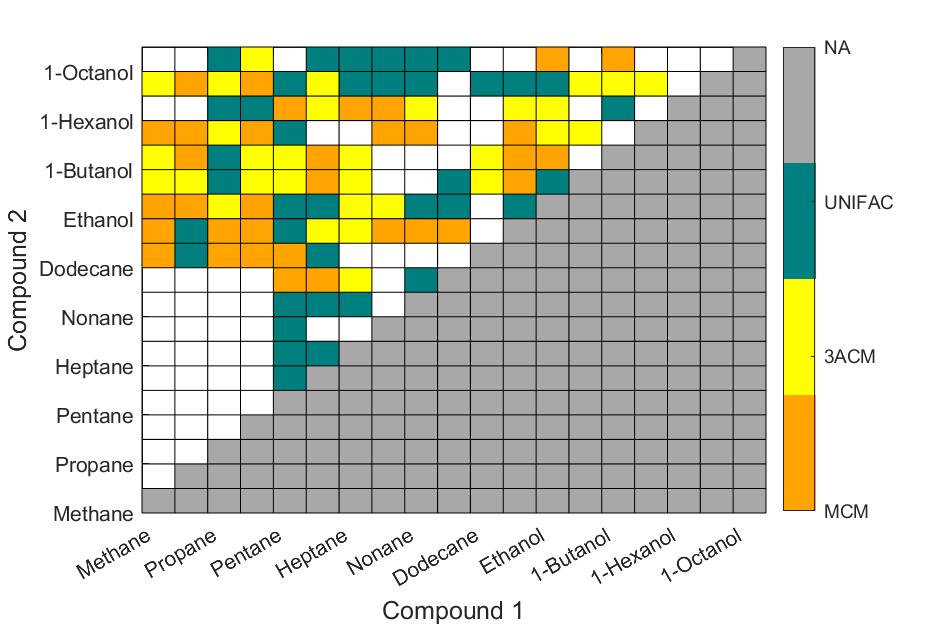 NA
1-Octanol
1-Hexanol
1-Butanol
UNIFAC
Ethanol
Dodecane
Nonane
3ACM
Heptane
Pentane
Propane
Methane
MCM
Compound 2
Methane
Propane
Pentane
Heptane
Nonane
Dodecane
Ethanol
1-Butanol
1-Hexanol
1-Octanol
Compound 1